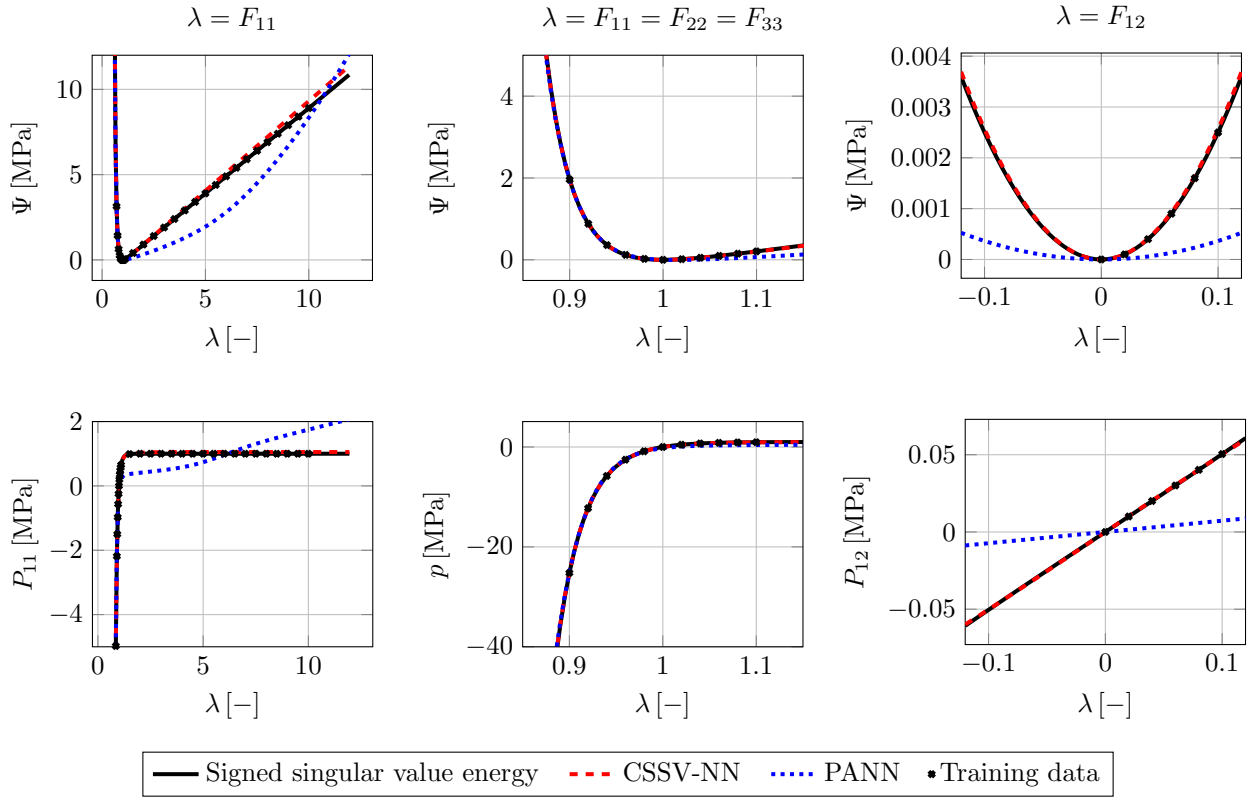 λ = F₁₁
λ = F₁₁ = F₂₂ = F₃₃
λ = F₁₂
Ψ [MPa]
10
5
0
0
5
10
λ [−]
Ψ [MPa]
4
2
0
0.9
1
1.1
λ [−]
Ψ [MPa]
0.004
0.003
0.002
0.001
0
−0.1
0
0.1
λ [−]
P₁₁ [MPa]
2
0
−2
−4
0
5
10
λ [−]
p [MPa]
0
−20
−40
0.9
1
1.1
λ [−]
P₁₂ [MPa]
0.05
0
−0.05
−0.1
0
0.1
λ [−]
Signed singular value energy
CSSV-NN
PANN
Training data